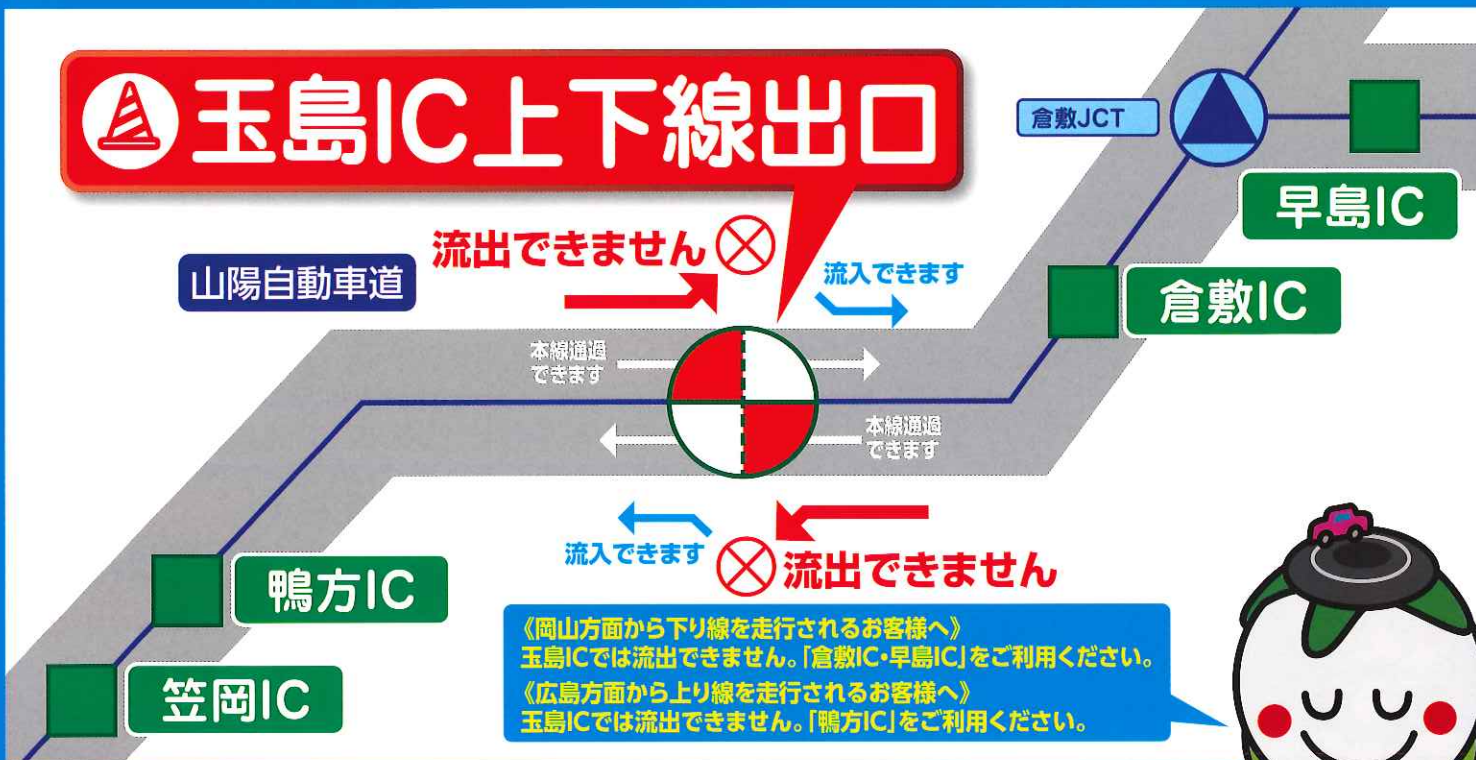 玉島IC上下線出口
倉敷JCT
早島IC
流出できません
山陽自動車道
流入できます
倉敷IC
本線通過
できます
本線通過
できます
流入できます
流出できません
鴨方IC
笠岡IC
《岡山方面から下り線を走行されるお客様へ》
玉島ICでは流出できません。「倉敷IC・早島IC」をご利用ください。
《広島方面から上り線を走行されるお客様へ》
玉島ICでは流出できません。「鴨方IC」をご利用ください。